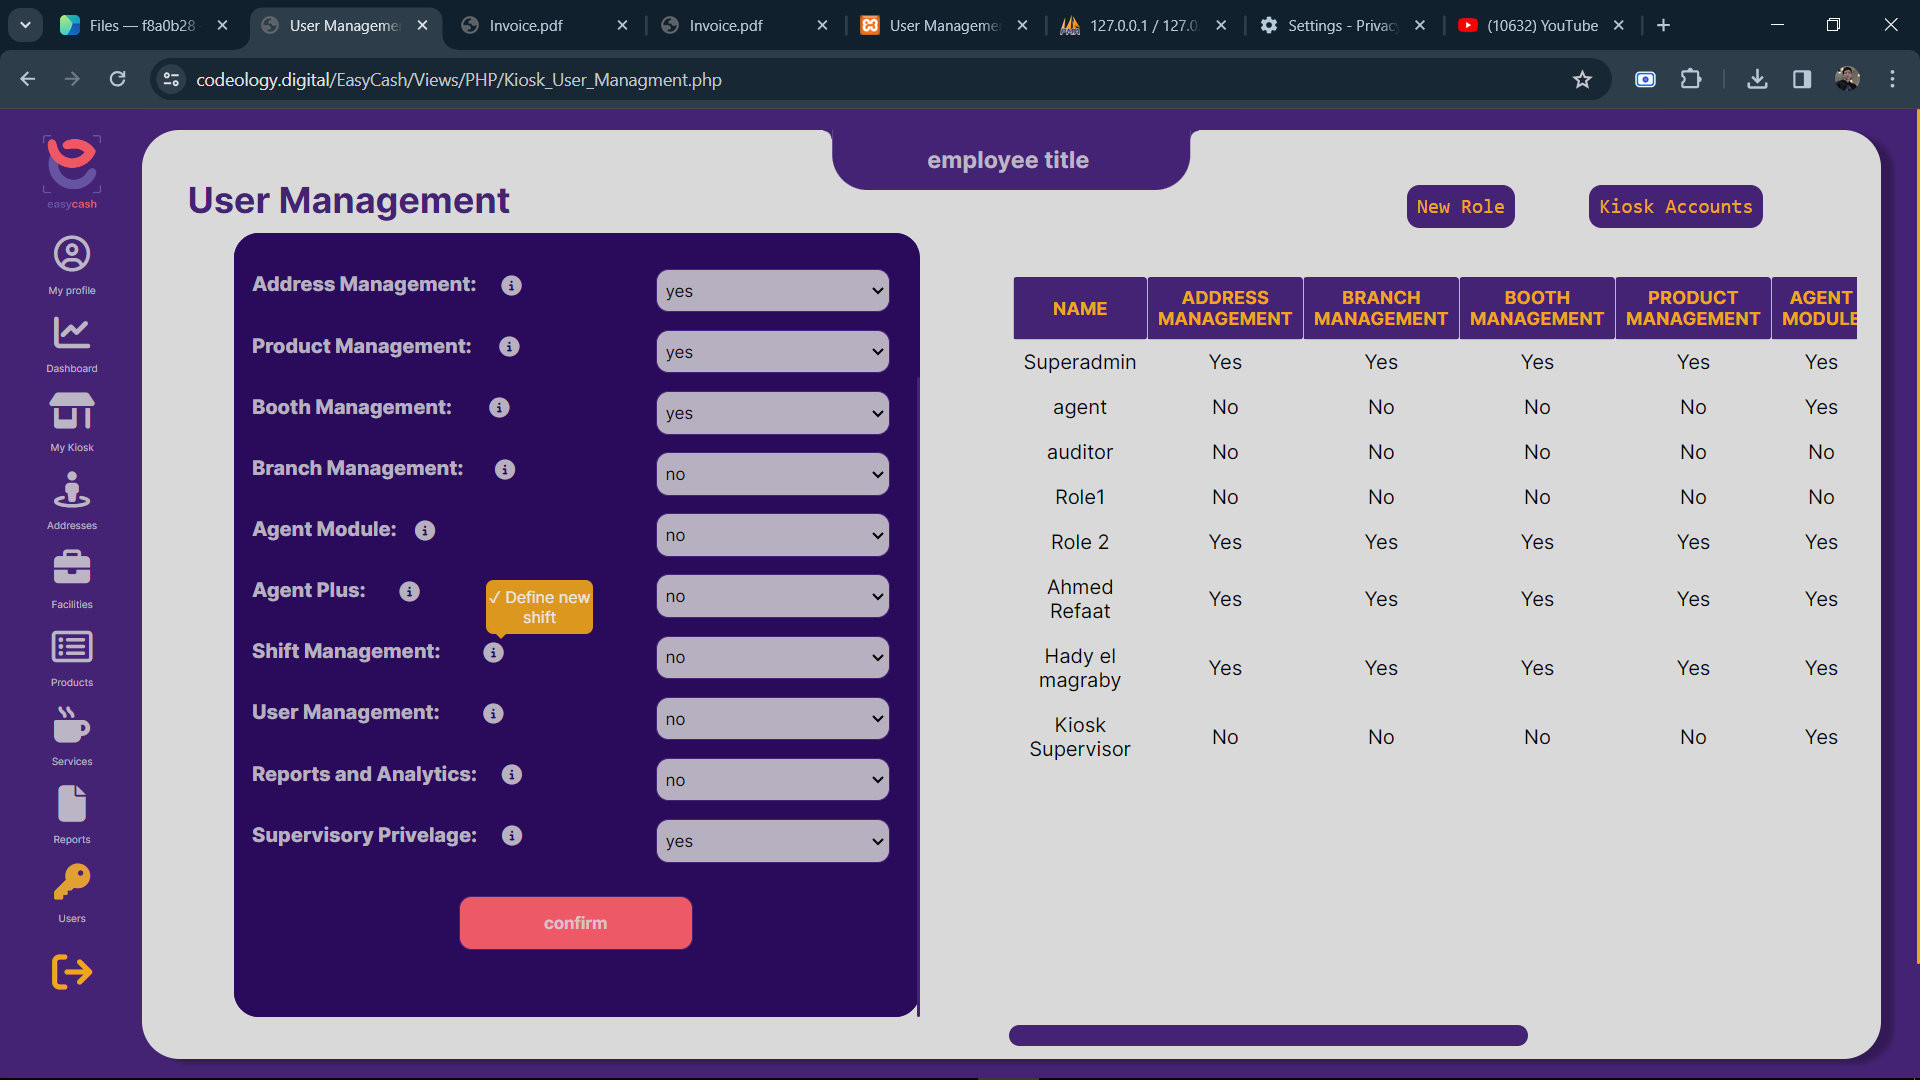 Files — f8a0b28
User Manageme
Invoice.pdf
Invoice.pdf
User Manageme
127.0.0.1 / 127.0
Settings - Privac
(10632) YouTube
codeology.digital/EasyCash/Views/PHP/Kiosk_User_Managment.php
easycash
My profile
Dashboard
My Kiosk
Addresses
Facilities
Products
Services
Reports
Users
employee title
User Management
New Role
Kiosk Accounts
Address Management:
yes
Product Management:
yes
Booth Management:
yes
Branch Management:
no
Agent Module:
no
Agent Plus:
no
✓ Define new
shift
Shift Management:
no
User Management:
no
Reports and Analytics:
no
Supervisory Privelage:
yes
confirm
NAME ADDRESS MANAGEMENT BRANCH MANAGEMENT BOOTH MANAGEMENT PRODUCT MANAGEMENT AGENT MODULE
Superadmin Yes Yes Yes Yes Yes
agent No No No No Yes
auditor No No No No No
Role1 No No No No No
Role 2 Yes Yes Yes Yes Yes
Ahmed Refaat Yes Yes Yes Yes Yes
Hady el magraby Yes Yes Yes Yes Yes
Kiosk Supervisor No No No No Yes